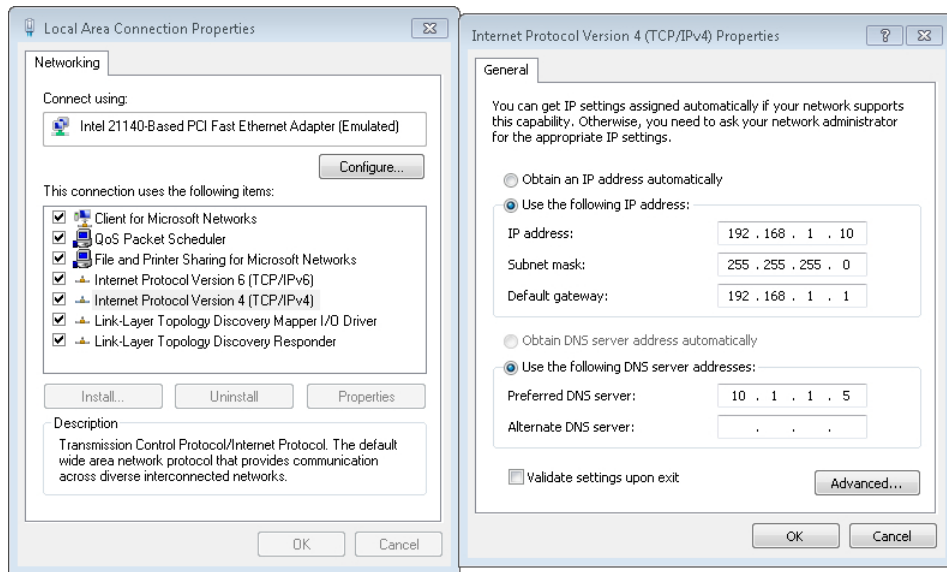 Local Area Connection Properties
Networking
Connect using:
Intel 21140-Based PCI Fast Ethernet Adapter (Emulated)
Configure...
This connection uses the following items:
Client for Microsoft Networks
QoS Packet Scheduler
File and Printer Sharing for Microsoft Networks
Internet Protocol Version 6 (TCP/IPv6)
Internet Protocol Version 4 (TCP/IPv4)
Link-Layer Topology Discovery Mapper I/O Driver
Link-Layer Topology Discovery Responder
Install... Uninstall Properties
Description
Transmission Control Protocol/Internet Protocol. The default
wide area network protocol that provides communication
across diverse interconnected networks.
OK Cancel
Internet Protocol Version 4 (TCP/IPv4) Properties
General
You can get IP settings assigned automatically if your network supports
this capability. Otherwise, you need to ask your network administrator
for the appropriate IP settings.
Obtain an IP address automatically
Use the following IP address:
IP address: 192 . 168 . 1 . 10
Subnet mask: 255 . 255 . 255 . 0
Default gateway: 192 . 168 . 1 . 1
Obtain DNS server address automatically
Use the following DNS server addresses:
Preferred DNS server: 10 . 1 . 1 . 5
Alternate DNS server: . . .
Validate settings upon exit
Advanced...
OK Cancel